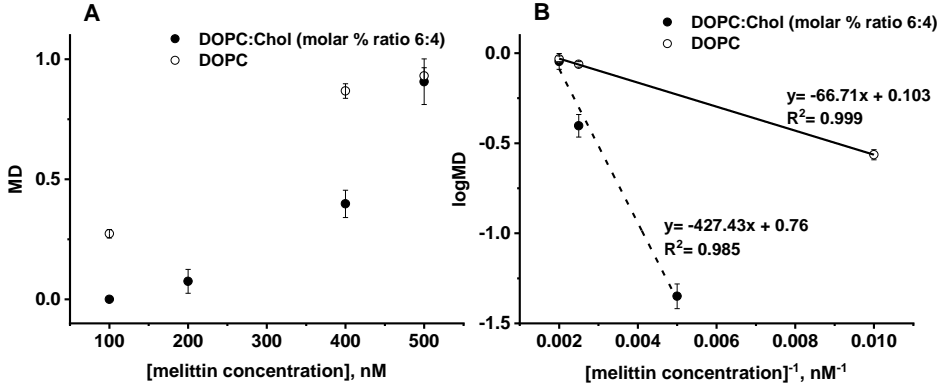 A
DOPC:Chol (molar % ratio 6:4)
DOPC
1.0
0.5
0.0
MD
100 200 300 400 500
[melittin concentration], nM
B
DOPC:Chol (molar % ratio 6:4)
DOPC
0.0
-0.5
-1.0
-1.5
logMD
y= -66.71x + 0.103
R²= 0.999
y= -427.43x + 0.76
R²= 0.985
0.002 0.004 0.006 0.008 0.010
[melittin concentration]⁻¹, nM⁻¹